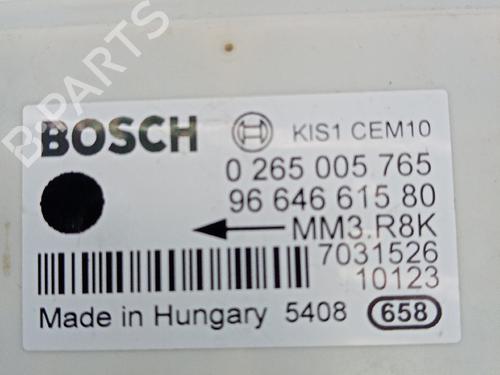 BOSCH KIS1 CEM10
0 265 005 765
96 646 615 80
MM3.R8K
7031526
10123
Made in Hungary 5408 658
B-PARTS